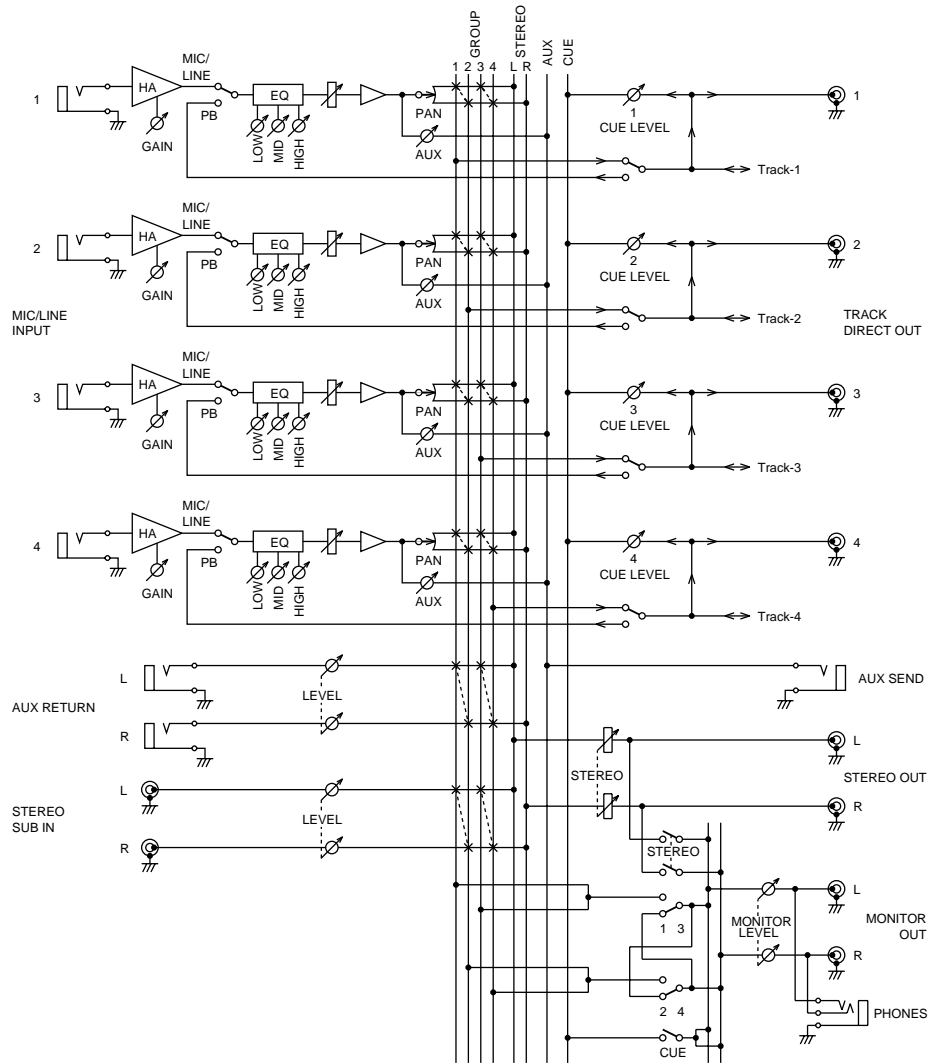 GROUP
STEREO
AUX
CUE
1 2 3 4 L R
MIC/
LINE
HA
EQ
1
PB
GAIN
LOW
MID
HIGH
PAN
AUX
1
CUE LEVEL
1
Track-1
MIC/
LINE
HA
EQ
2
PB
GAIN
LOW
MID
HIGH
PAN
AUX
2
CUE LEVEL
2
Track-2
MIC/LINE
INPUT
TRACK
DIRECT OUT
MIC/
LINE
HA
EQ
3
PB
GAIN
LOW
MID
HIGH
PAN
AUX
3
CUE LEVEL
3
Track-3
MIC/
LINE
HA
EQ
4
PB
GAIN
LOW
MID
HIGH
PAN
AUX
4
CUE LEVEL
4
Track-4
AUX RETURN
L
R
LEVEL
AUX SEND
STEREO
L
R
STEREO OUT
STEREO
SUB IN
L
R
LEVEL
STEREO
1 3
2 4
CUE
MONITOR
LEVEL
L
R
MONITOR
OUT
PHONES